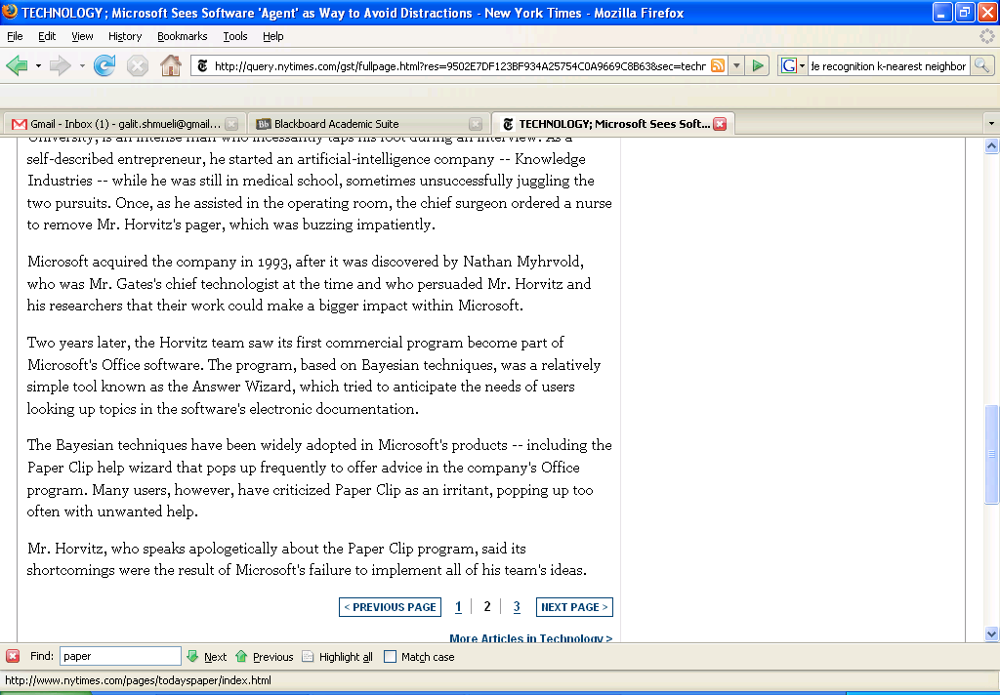 TECHNOLOGY; Microsoft Sees Software 'Agent' as Way to Avoid Distractions - New York Times - Mozilla Firefox
File Edit View History Bookmarks Tools Help
http://query.nytimes.com/gst/fullpage.html?res=9502E7DF123BF934A25754C0A9669C8B63&sec=techr
G
le recognition k-nearest neighbor
Gmail - Inbox (1) - galit.shmueli@gmail...
Bb Blackboard Academic Suite
TECHNOLOGY; Microsoft Sees Soft...
University, is an intense man who incessantly taps his foot during an interview. As a
self-described entrepreneur, he started an artificial-intelligence company -- Knowledge
Industries -- while he was still in medical school, sometimes unsuccessfully juggling the
two pursuits. Once, as he assisted in the operating room, the chief surgeon ordered a nurse
to remove Mr. Horvitz's pager, which was buzzing impatiently.
Microsoft acquired the company in 1993, after it was discovered by Nathan Myhrvold,
who was Mr. Gates's chief technologist at the time and who persuaded Mr. Horvitz and
his researchers that their work could make a bigger impact within Microsoft.
Two years later, the Horvitz team saw its first commercial program become part of
Microsoft's Office software. The program, based on Bayesian techniques, was a relatively
simple tool known as the Answer Wizard, which tried to anticipate the needs of users
looking up topics in the software's electronic documentation.
The Bayesian techniques have been widely adopted in Microsoft's products -- including the
Paper Clip help wizard that pops up frequently to offer advice in the company's Office
program. Many users, however, have criticized Paper Clip as an irritant, popping up too
often with unwanted help.
Mr. Horvitz, who speaks apologetically about the Paper Clip program, said its
shortcomings were the result of Microsoft's failure to implement all of his team's ideas.
< PREVIOUS PAGE 1 | 2 | 3 NEXT PAGE >
More Articles in Technology >
Find: paper Next Previous Highlight all Match case
http://www.nytimes.com/pages/todayspaper/index.html